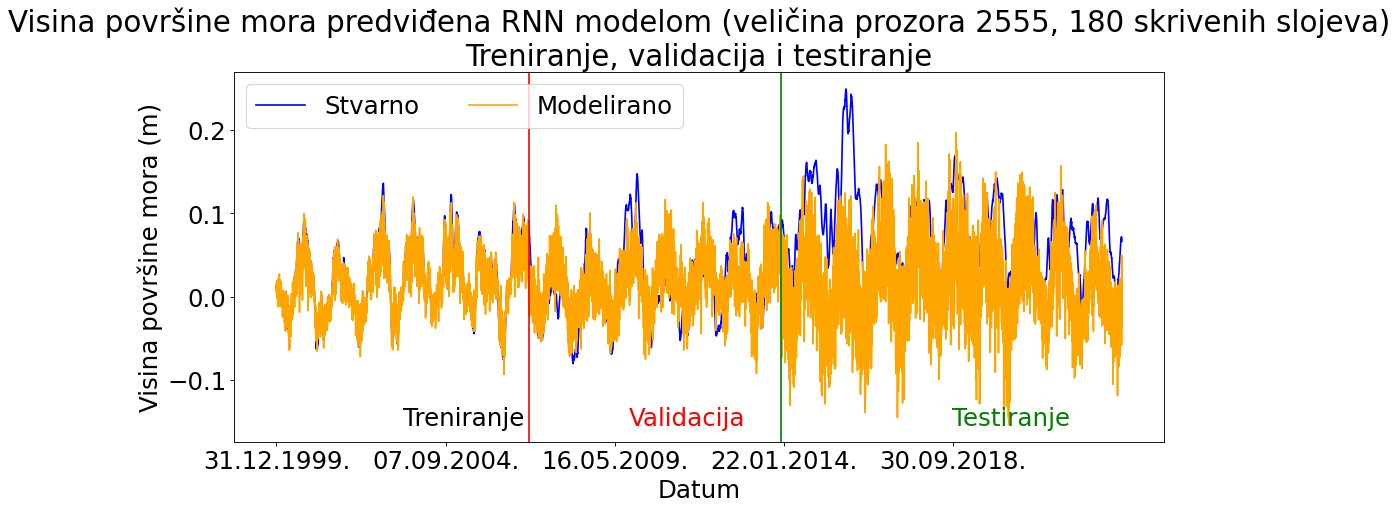 Visina površine mora predviđena RNN modelom (veličina prozora 2555, 180 skrivenih slojeva)
Treniranje, validacija i testiranje
Stvarno
Modelirano
Visina površine mora (m)
0.2
0.1
0.0
−0.1
Treniranje
Validacija
Testiranje
31.12.1999.
07.09.2004.
16.05.2009.
22.01.2014.
30.09.2018.
Datum